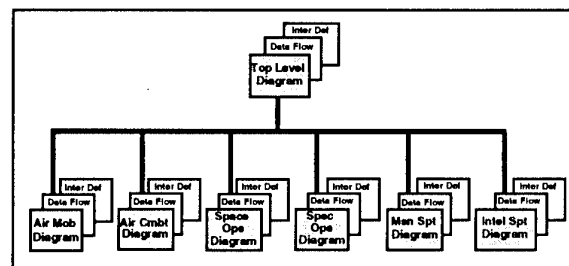 Inter Def
Data Flow
Top Level
Diagram
Inter Def
Data Flow
Air Mob
Diagram
Inter Def
Data Flow
Air Cmbt
Diagram
Inter Def
Data Flow
Space
Ops
Diagram
Inter Def
Data Flow
Spec
Ops
Diagram
Inter Def
Data Flow
Msn Spt
Diagram
Inter Def
Data Flow
Intel Spt
Diagram